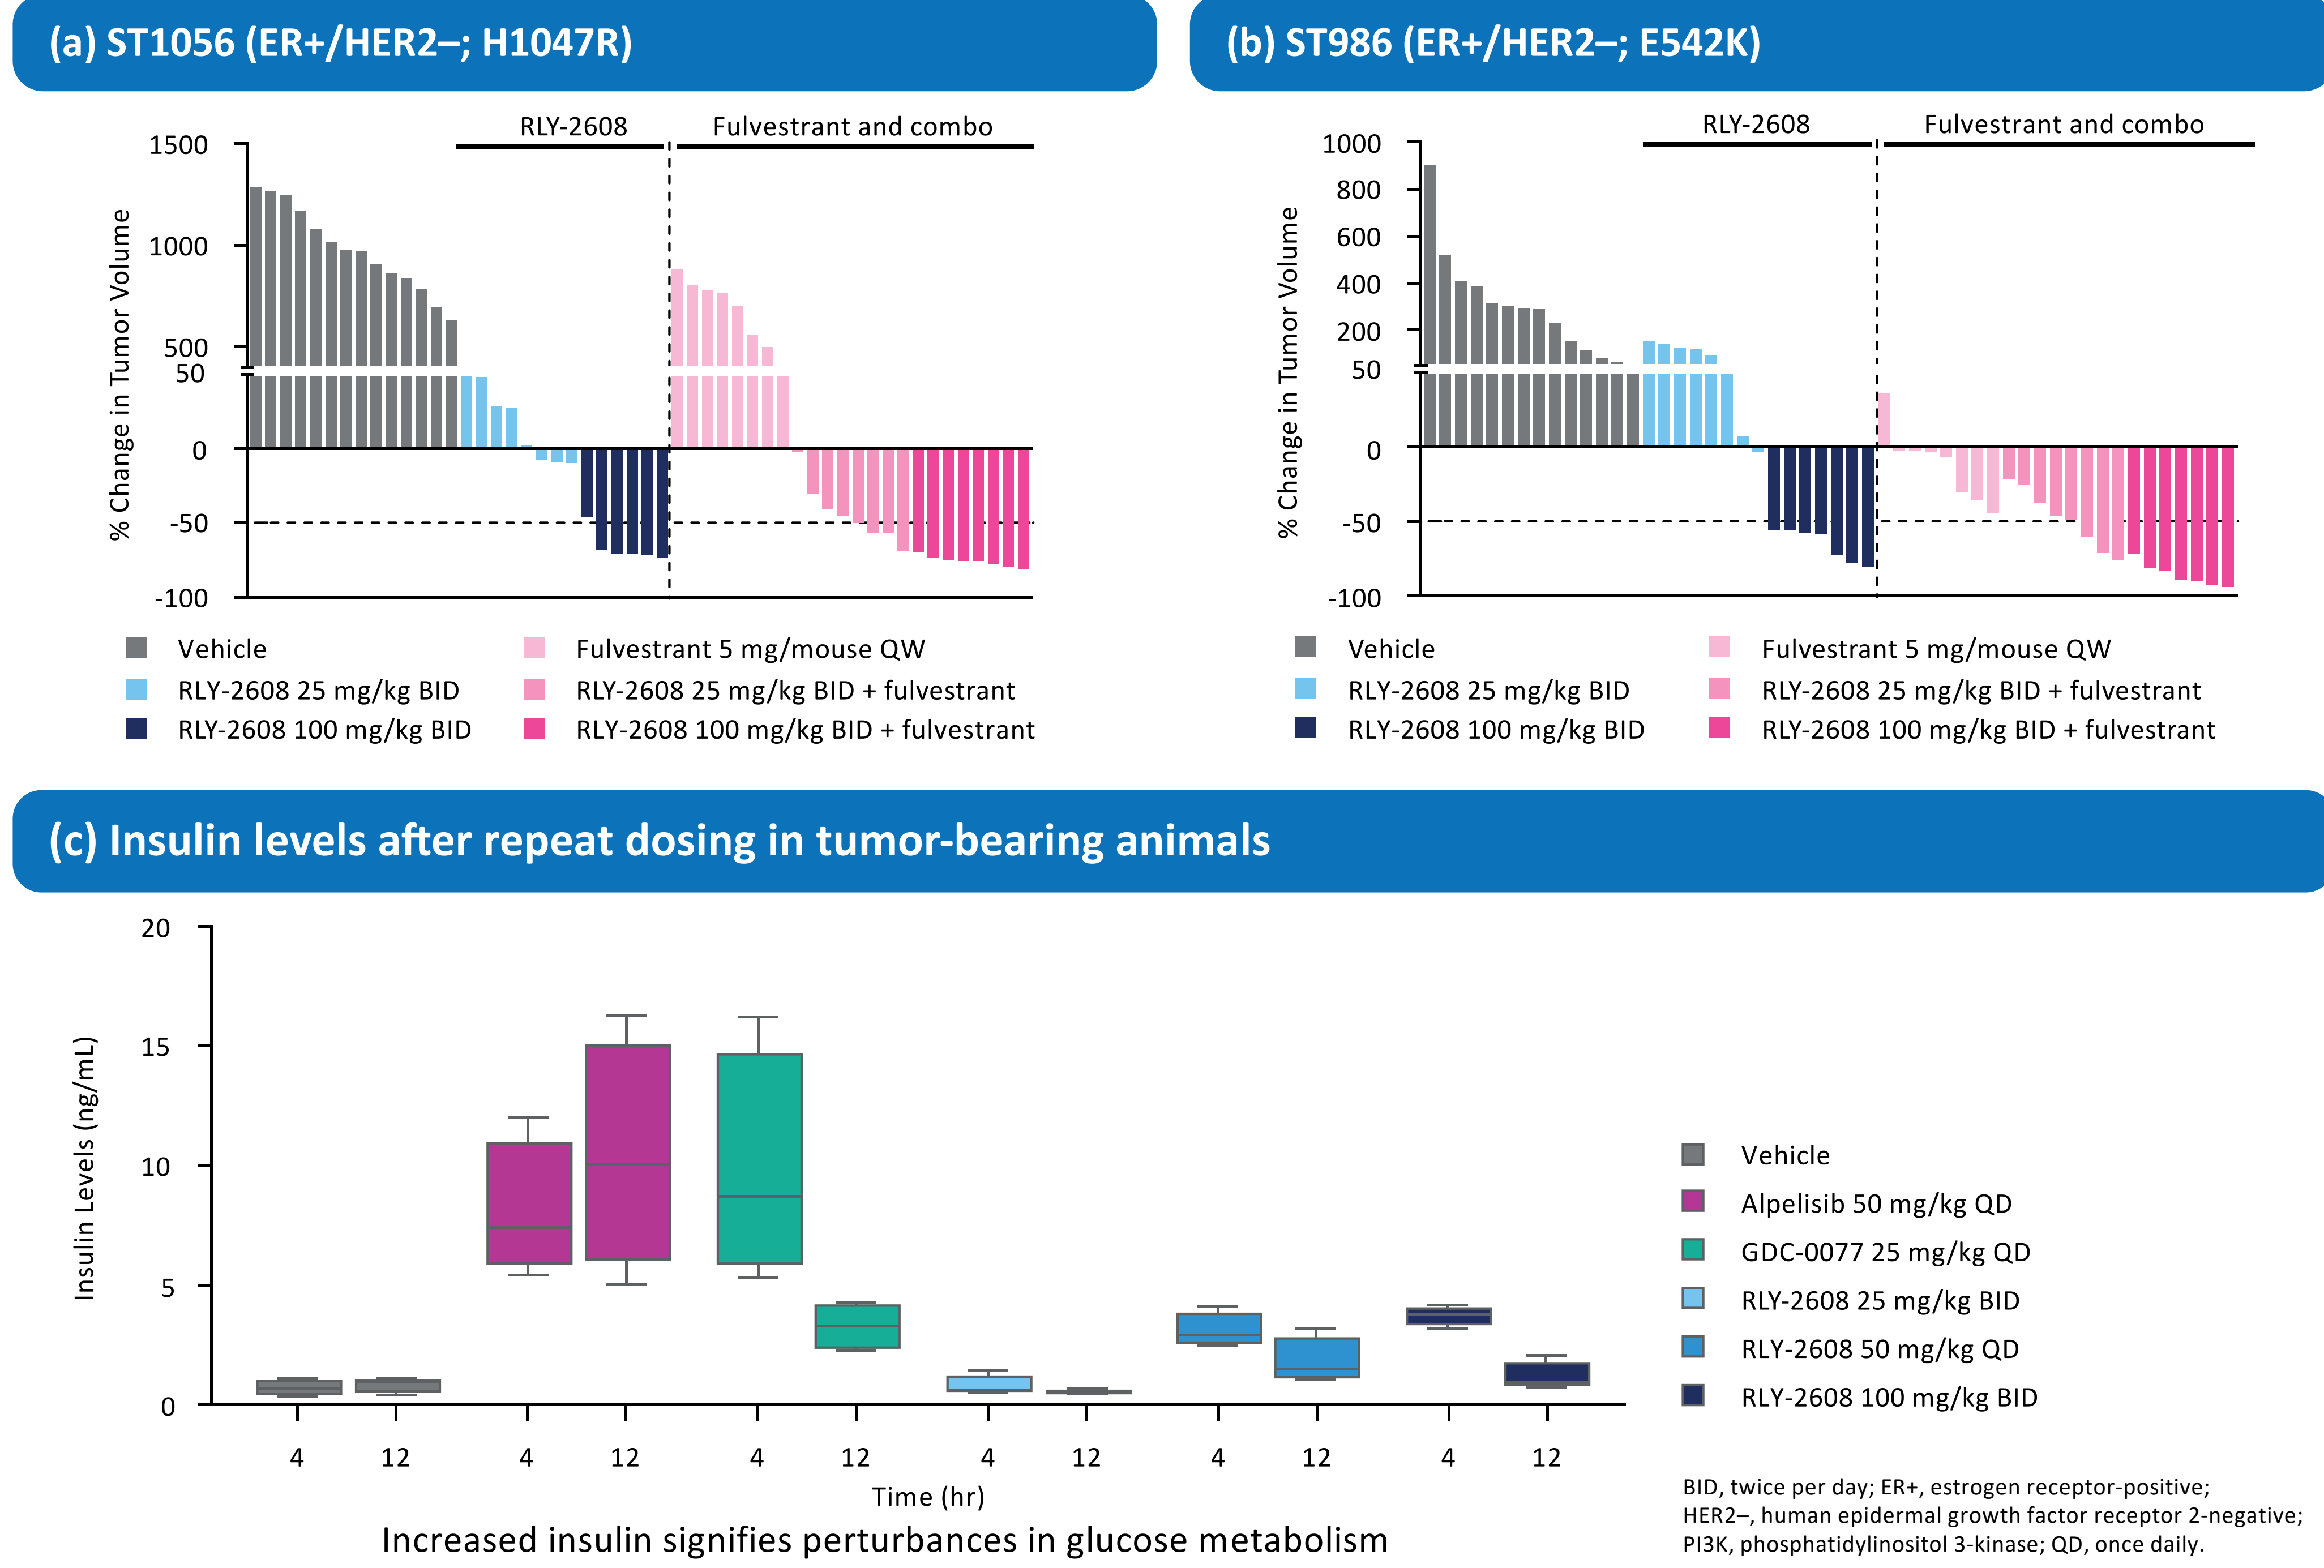 (a) ST1056 (ER+/HER2–; H1047R)
RLY-2608
Fulvestrant and combo
% Change in Tumor Volume
1500
1000
500
50
0
-50
-100
Vehicle
RLY-2608 25 mg/kg BID
RLY-2608 100 mg/kg BID
Fulvestrant 5 mg/mouse QW
RLY-2608 25 mg/kg BID + fulvestrant
RLY-2608 100 mg/kg BID + fulvestrant
(b) ST986 (ER+/HER2–; E542K)
RLY-2608
Fulvestrant and combo
% Change in Tumor Volume
1000
800
600
400
200
50
0
-50
-100
Vehicle
RLY-2608 25 mg/kg BID
RLY-2608 100 mg/kg BID
Fulvestrant 5 mg/mouse QW
RLY-2608 25 mg/kg BID + fulvestrant
RLY-2608 100 mg/kg BID + fulvestrant
(c) Insulin levels after repeat dosing in tumor-bearing animals
Insulin Levels (ng/mL)
20
15
10
5
0
4 12 4 12 4 12 4 12 4 12 4 12
Time (hr)
Increased insulin signifies perturbances in glucose metabolism
Vehicle
Alpelisib 50 mg/kg QD
GDC-0077 25 mg/kg QD
RLY-2608 25 mg/kg BID
RLY-2608 50 mg/kg QD
RLY-2608 100 mg/kg BID
BID, twice per day; ER+, estrogen receptor-positive;
HER2–, human epidermal growth factor receptor 2-negative;
PI3K, phosphatidylinositol 3-kinase; QD, once daily.